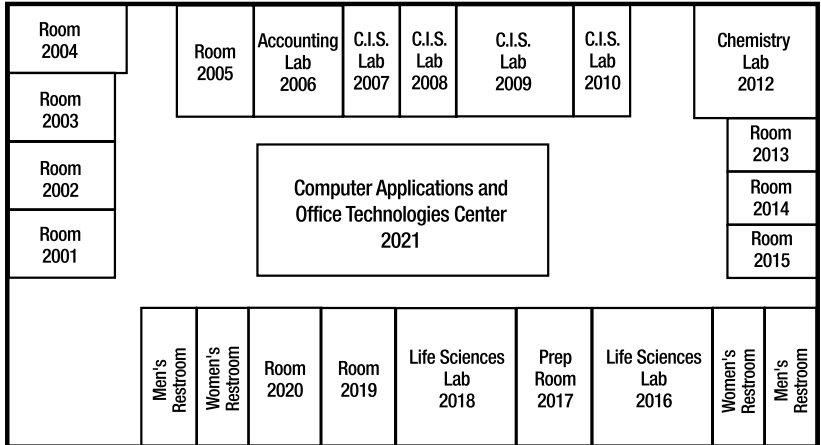 Room
2004
Room
2005
Accounting
Lab
2006
C.I.S.
Lab
2007
C.I.S.
Lab
2008
C.I.S.
Lab
2009
C.I.S.
Lab
2010
Chemistry
Lab
2012
Room
2003
Room
2013
Room
2002
Computer Applications and
Office Technologies Center
2021
Room
2014
Room
2001
Room
2015
Men's
Restroom
Women's
Restroom
Room
2020
Room
2019
Life Sciences
Lab
2018
Prep
Room
2017
Life Sciences
Lab
2016
Women's
Restroom
Men's
Restroom